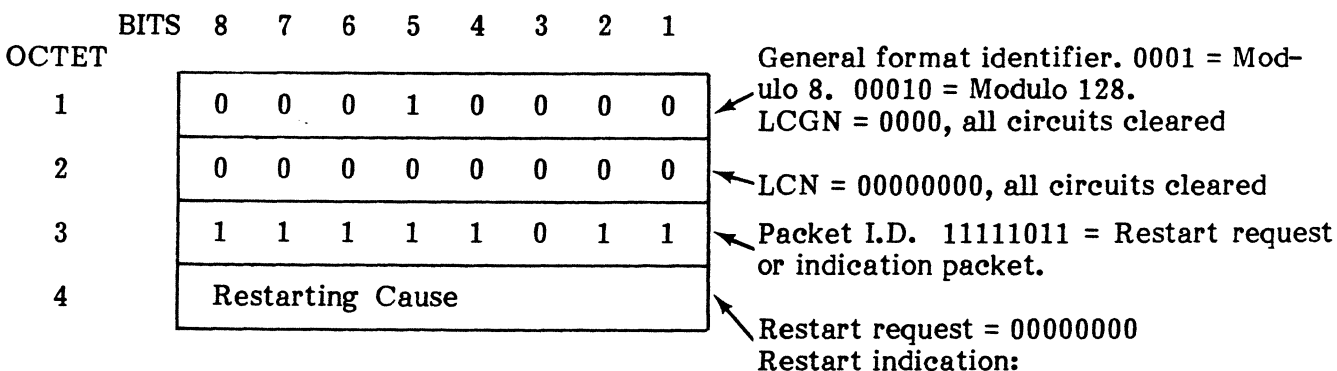 BITS 8 7 6 5 4 3 2 1
OCTET
General format identifier. 0001 = Mod-
ulo 8. 00010 = Modulo 128.
LCGN = 0000, all circuits cleared
1 0 0 0 1 0 0 0 0
2 0 0 0 0 0 0 0 0
LCN = 00000000, all circuits cleared
3 1 1 1 1 1 0 1 1
Packet I.D. 11111011 = Restart request
or indication packet.
4 Restarting Cause
Restart request = 00000000
Restart indication: